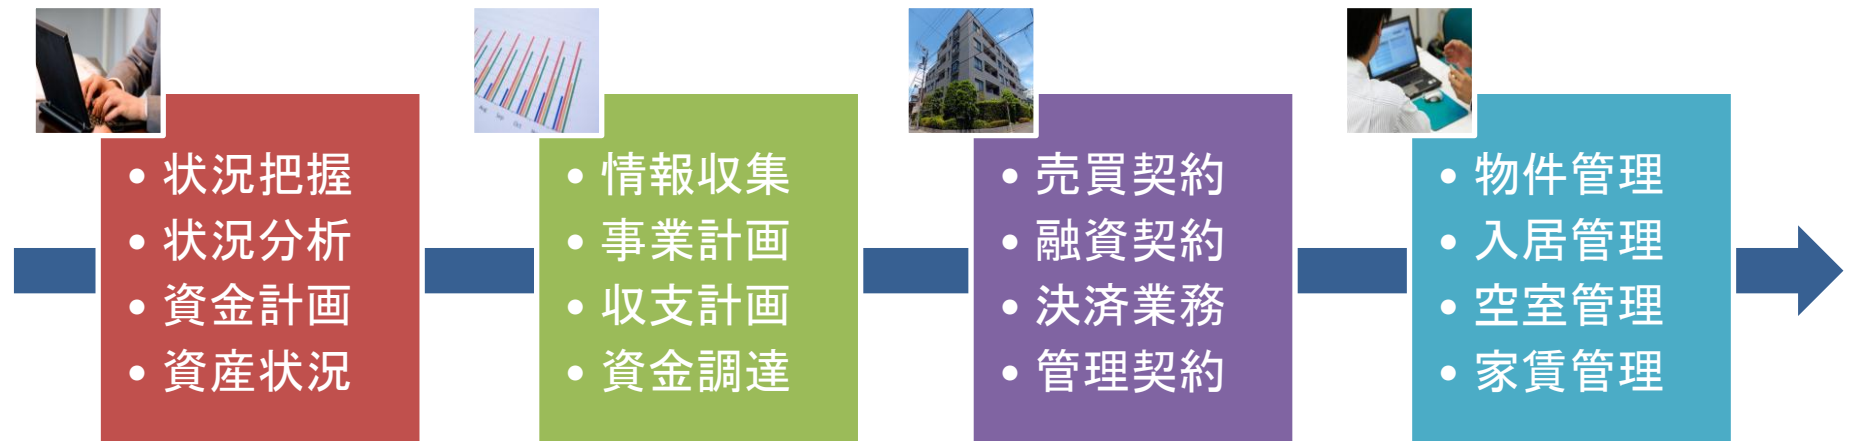 • 状況把握
• 状況分析
• 資金計画
• 資産状況
• 情報収集
• 事業計画
• 収支計画
• 資金調達
• 売買契約
• 融資契約
• 決済業務
• 管理契約
• 物件管理
• 入居管理
• 空室管理
• 家賃管理